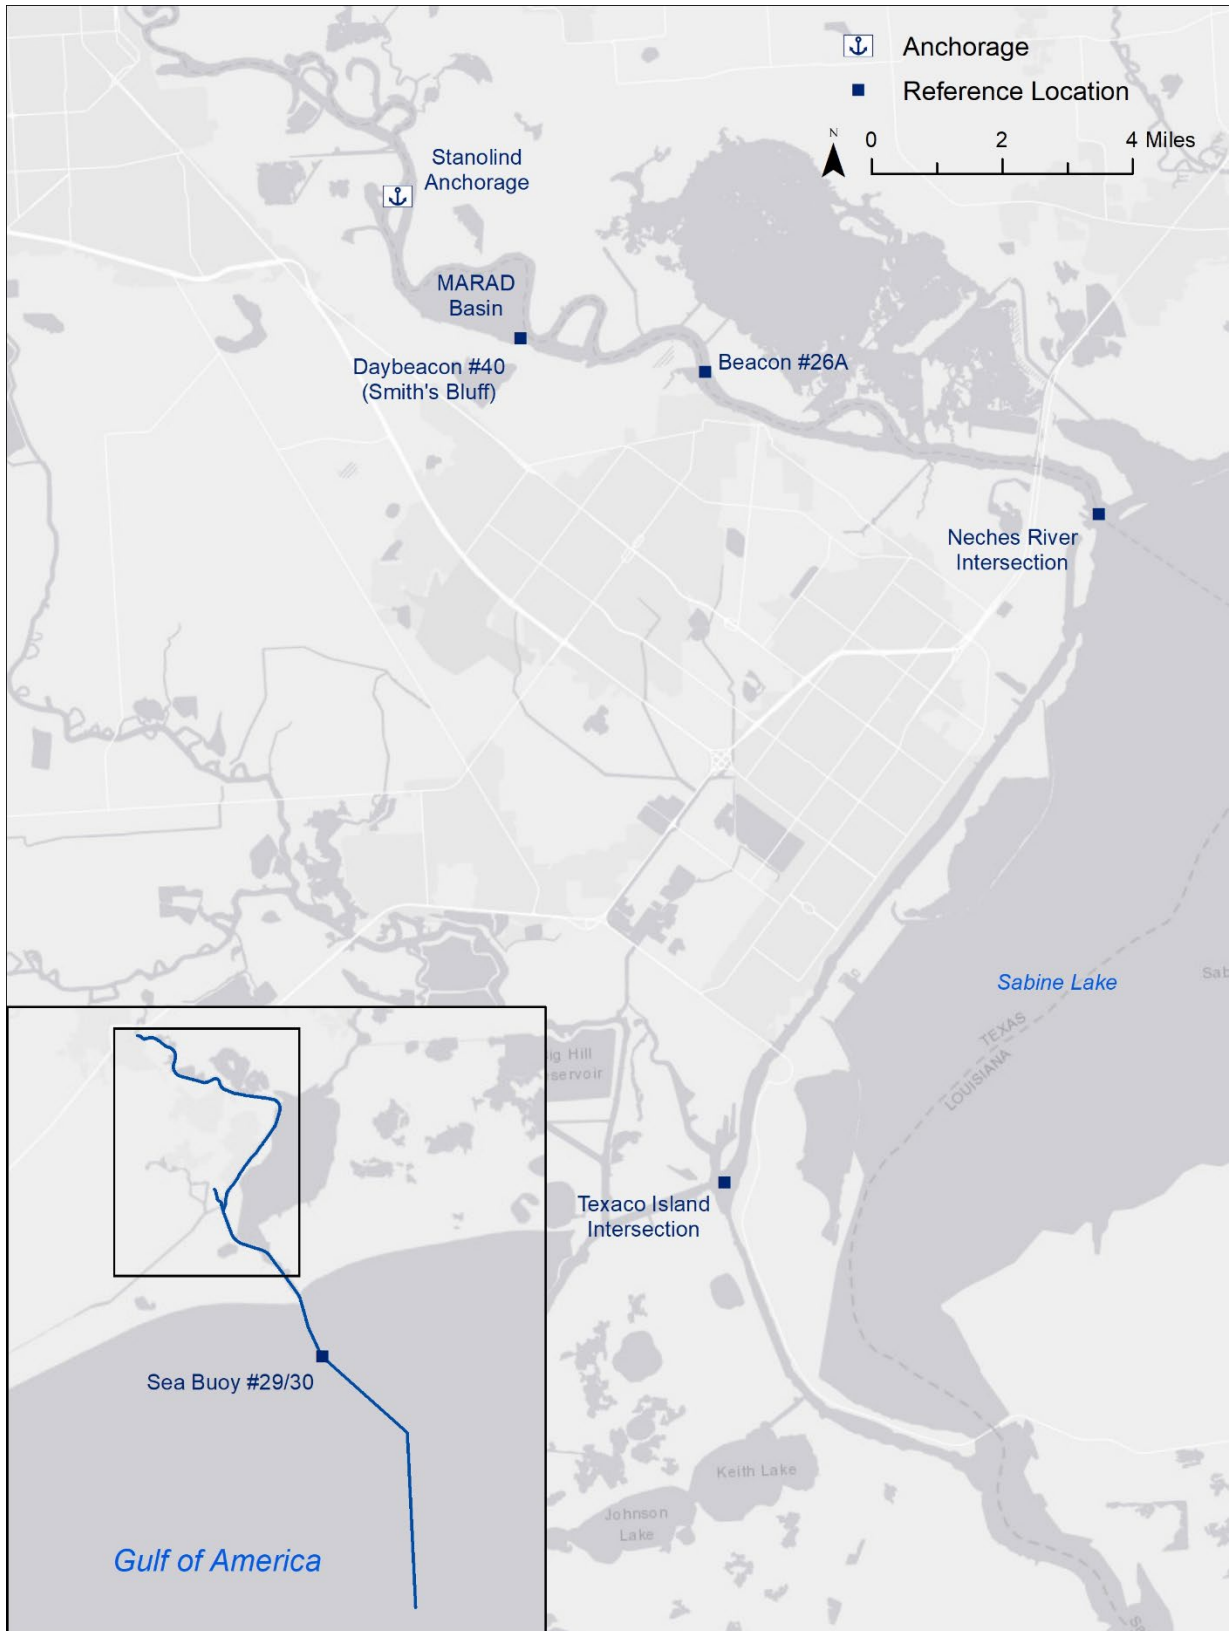 Anchorage
Reference Location
N
0 2 4 Miles
Stanolind
Anchorage
MARAD
Basin
Daybeacon #40
(Smith's Bluff)
Beacon #26A
Neches River
Intersection
Sabine Lake
TEXAS
LOUISIANA
Hill
Texaco Island
Intersection
Sea Buoy #29/30
Keith Lake
Johnson
Lake
Gulf of America